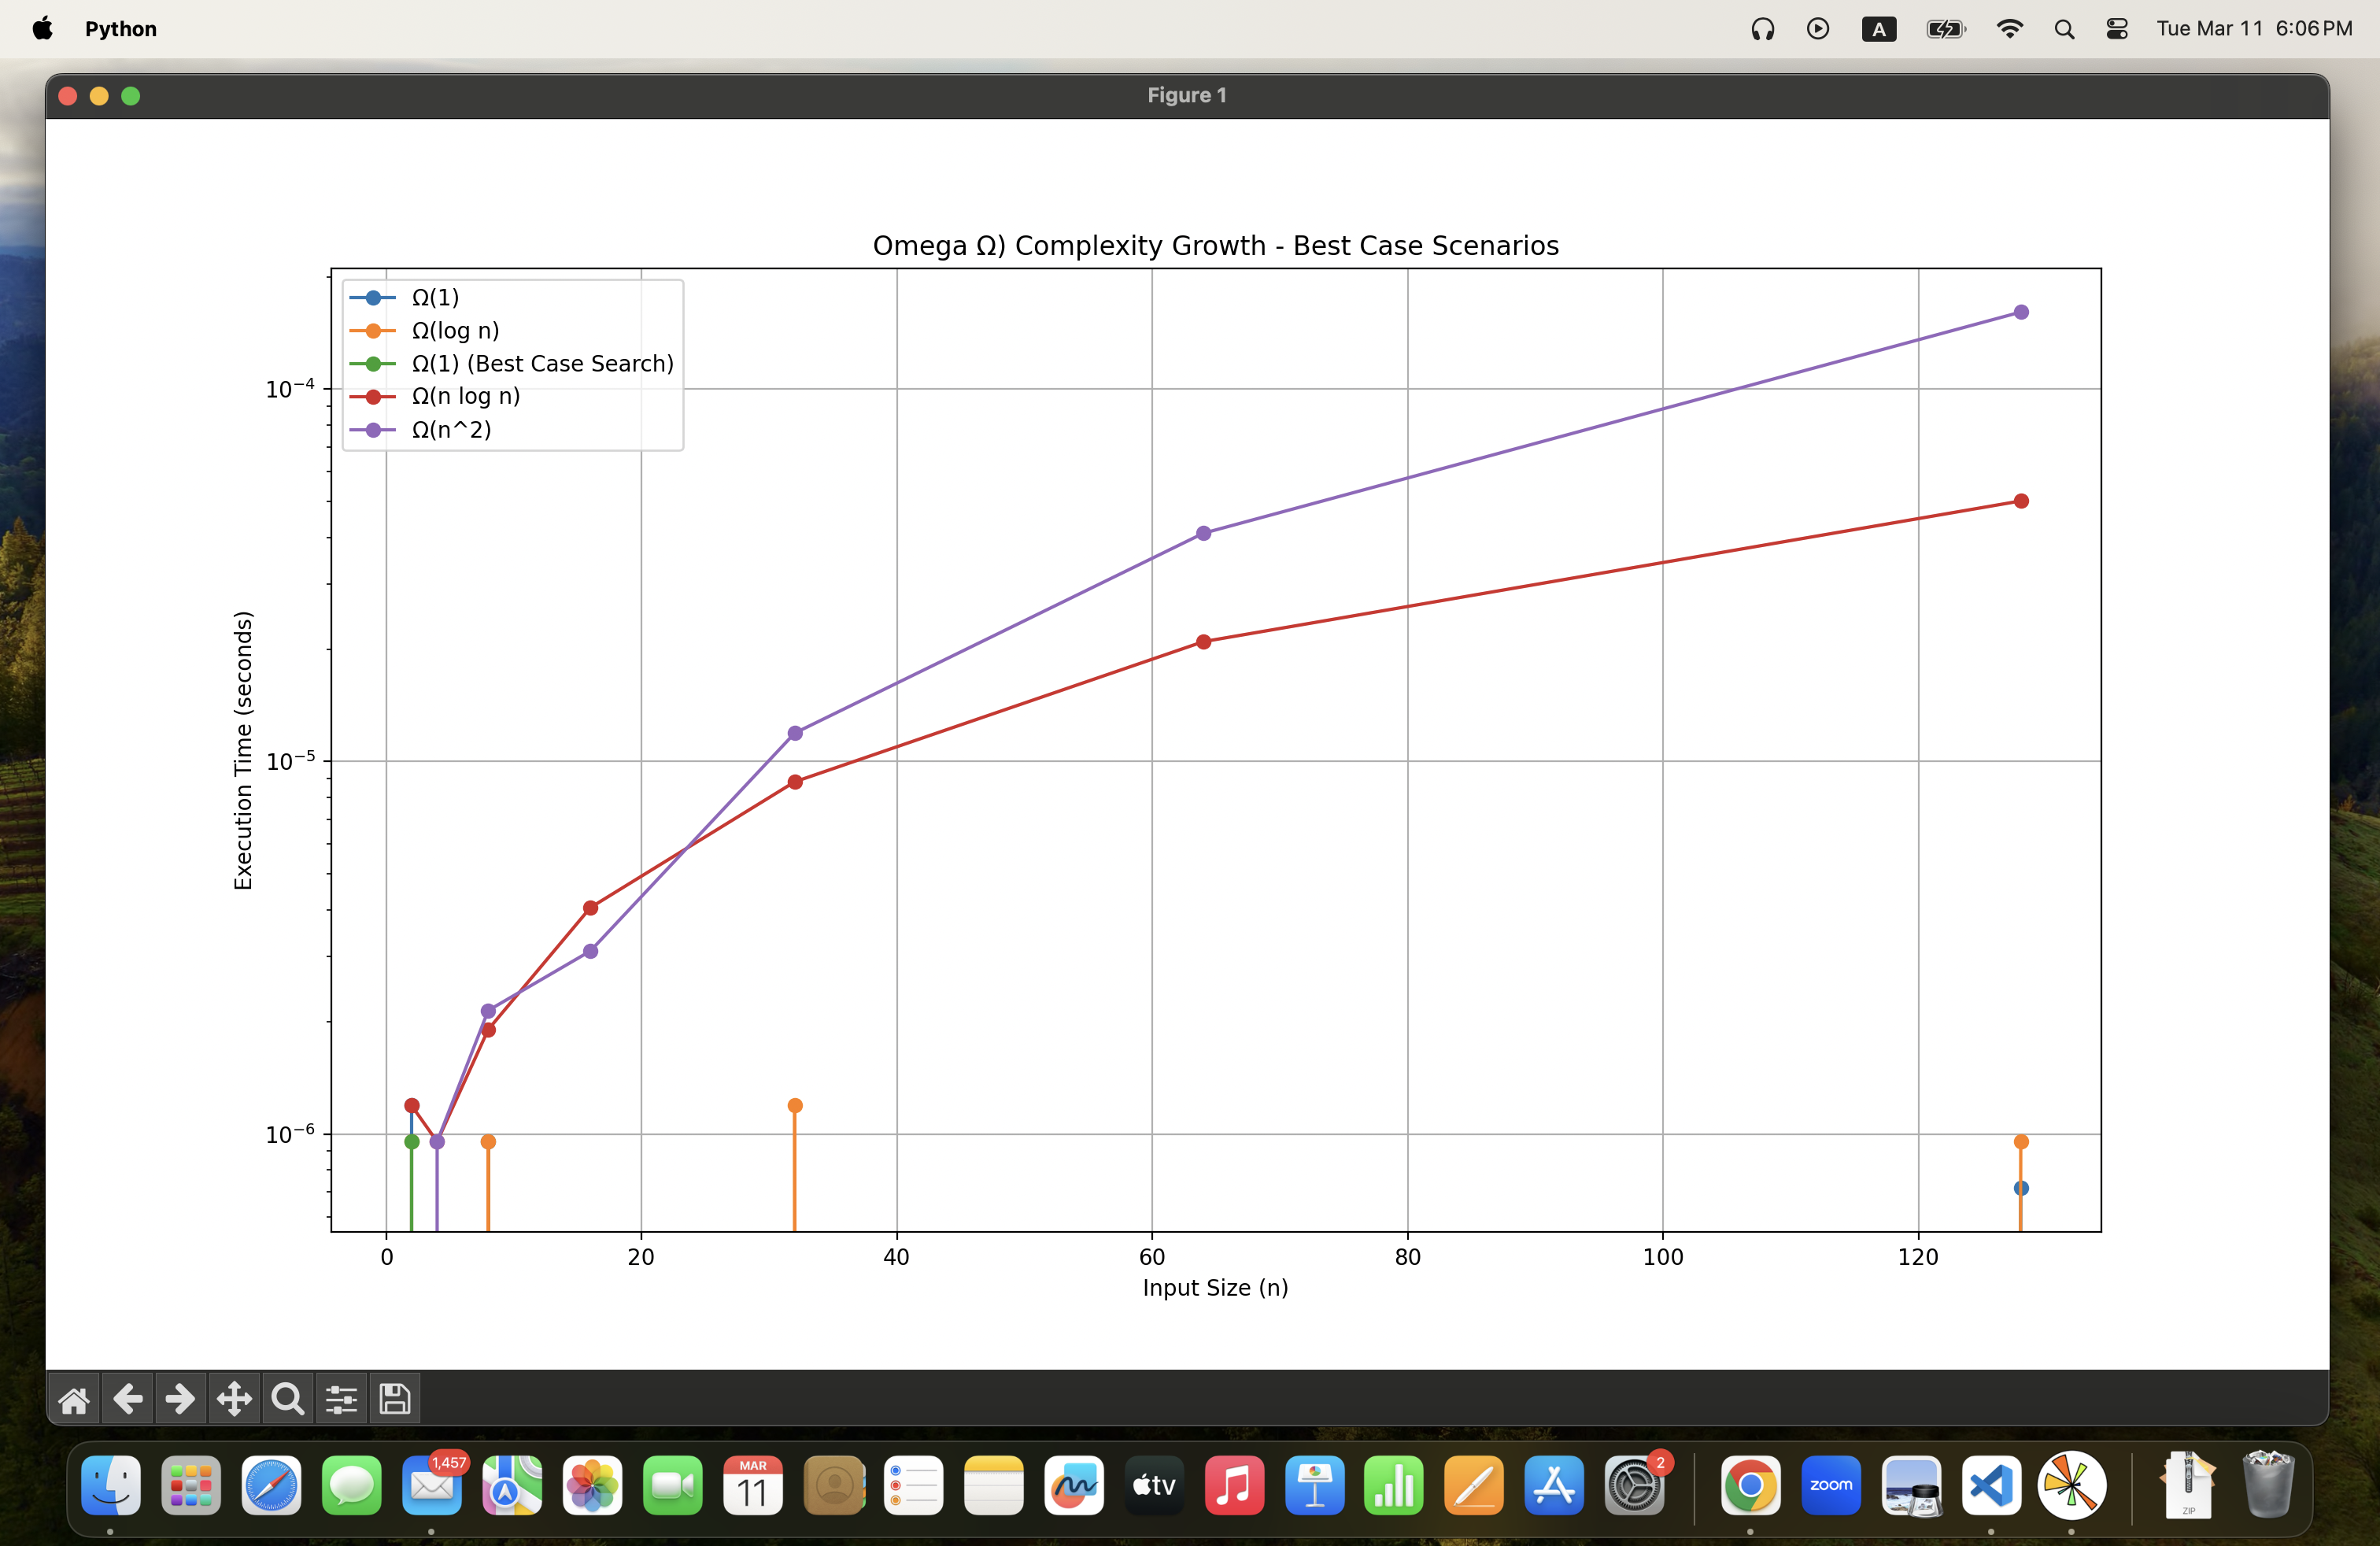 Python
A
Tue Mar 11 6:06 PM
Figure 1
Omega Ω) Complexity Growth - Best Case Scenarios
Ω(1)
Ω(log n)
Ω(1) (Best Case Search)
Ω(n log n)
Ω(n^2)
Execution Time (seconds)
10⁻⁴
10⁻⁵
10⁻⁶
0 20 40 60 80 100 120
Input Size (n)
1,457
MAR
11
tv
2
zoom
ZIP